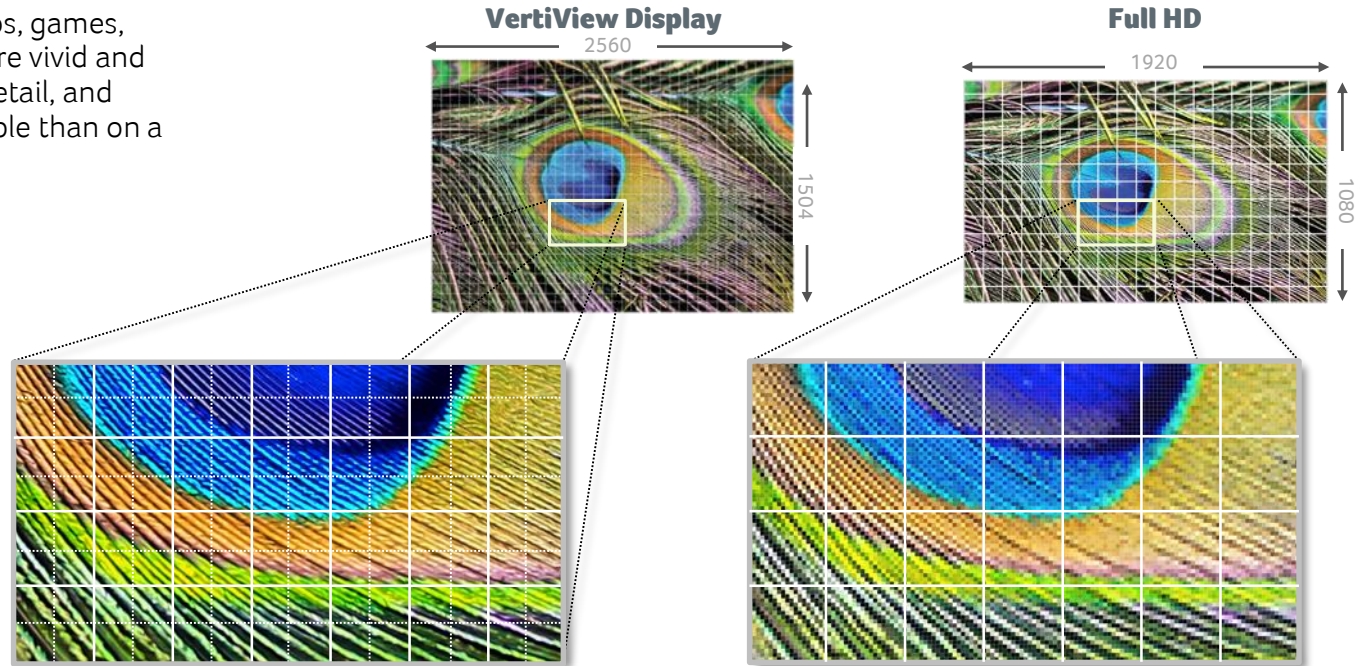 os, games,
re vivid and
etail, and
ble than on a
VertiView Display
2560
1504
Full HD
1920
1080